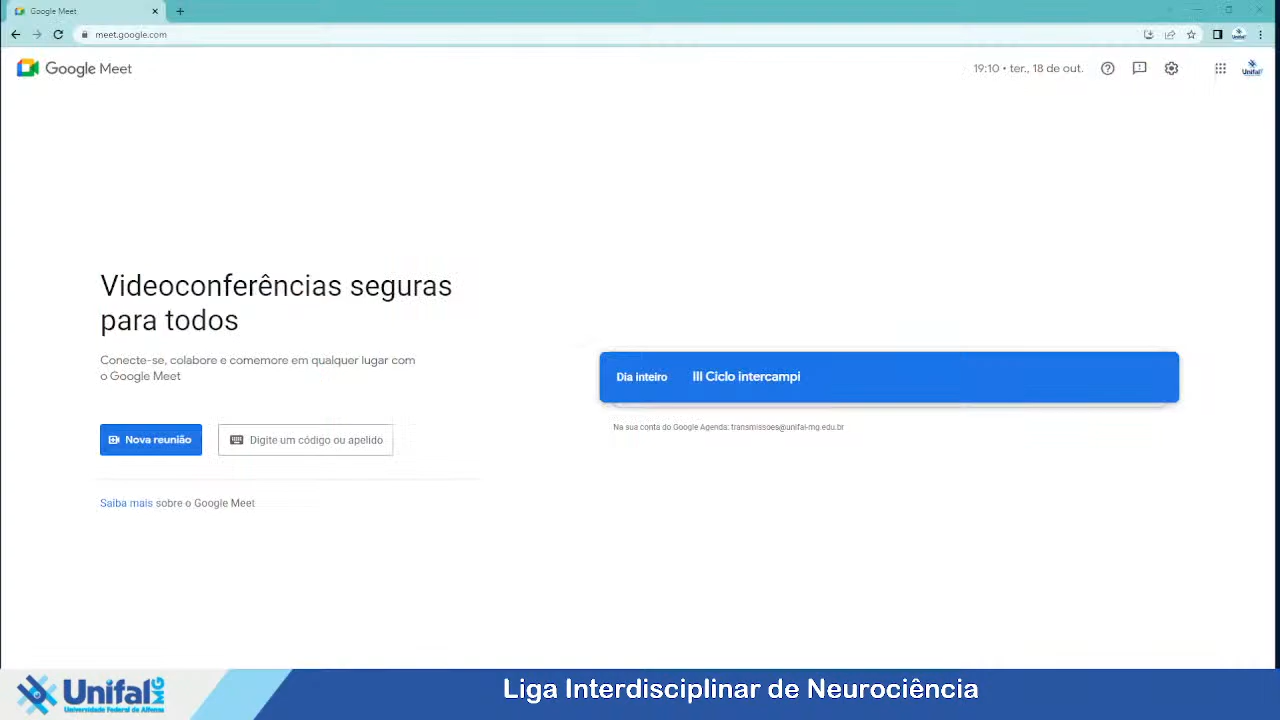 Google Meet
meet.google.com
Google Meet
19:10 • ter., 18 de out.
Unifal
Videoconferências seguras
para todos
Conecte-se, colabore e comemore em qualquer lugar com
o Google Meet
Dia inteiro III Ciclo intercampi
Na sua conta do Google Agenda: transmissoes@unifal-mg.edu.br
Nova reunião
Digite um código ou apelido
Saiba mais sobre o Google Meet
Unifal MG
Universidade Federal de Alfenas
Liga Interdisciplinar de Neurociência